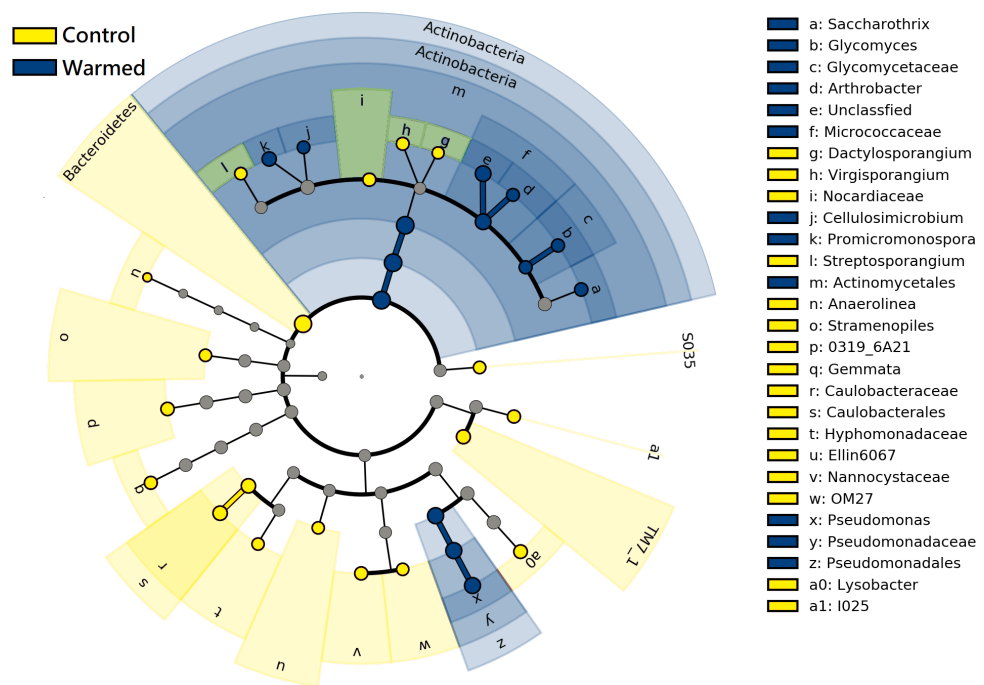 Control
Warmed
Actinobacteria
Actinobacteria
m
Bacteroidetes
i
l
k
j
h
g
e
f
d
c
b
a
n
o
p
q
r
s
t
u
v
w
x
y
z
a0
TM7_1
a1
S035
a: Saccharothrix
b: Glycomyces
c: Glycomycetaceae
d: Arthrobacter
e: Unclassfied
f: Micrococcaceae
g: Dactylosporangium
h: Virgisporangium
i: Nocardiaceae
j: Cellulosimicrobium
k: Promicromonospora
l: Streptosporangium
m: Actinomycetales
n: Anaerolinea
o: Stramenopiles
p: 0319_6A21
q: Gemmata
r: Caulobacteraceae
s: Caulobacterales
t: Hyphomonadaceae
u: Ellin6067
v: Nannocystaceae
w: OM27
x: Pseudomonas
y: Pseudomonadaceae
z: Pseudomonadales
a0: Lysobacter
a1: I025